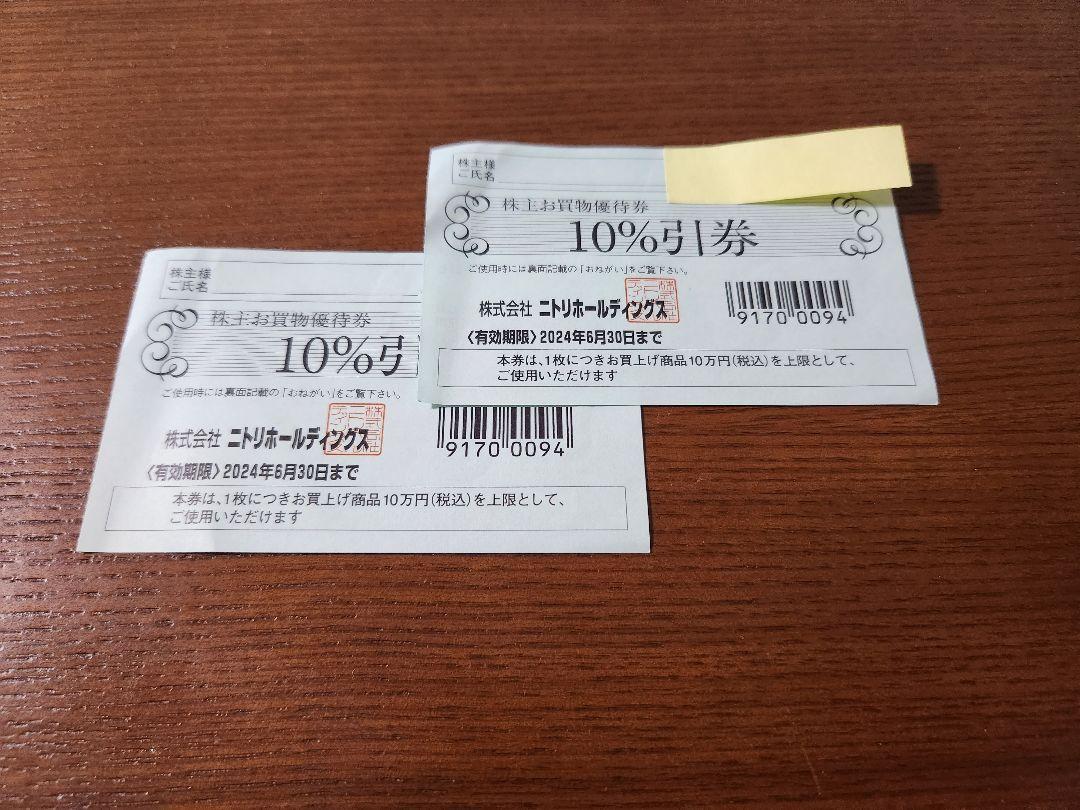 株主様
ご氏名
株主お買物優待券
10%引券
ご使用時には裏面記載の「おねがい」をご覧下さい。
株式会社 ニトリホールディングス
9170 0094
〈有効期限〉2024年6月30日まで
本券は、1枚につきお買上げ商品10万円(税込)を上限として、
ご使用いただけます
株主様
ご氏名
株主お買物優待券
10%引
ご使用時には裏面記載の「おねがい」をご覧下さい。
株式会社 ニトリホールディングス
9170 0094
〈有効期限〉2024年6月30日まで
本券は、1枚につきお買上げ商品10万円(税込)を上限として、
ご使用いただけます